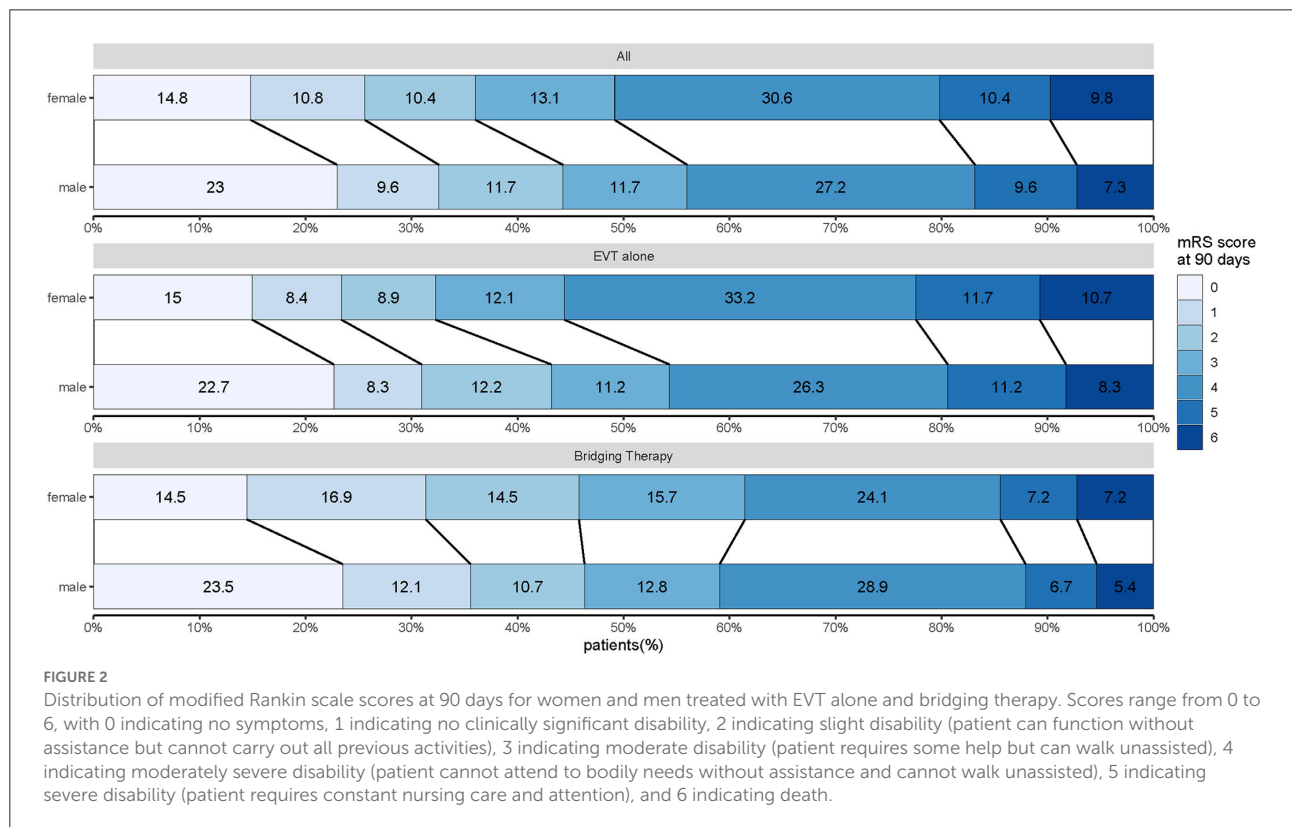 All
female
14.8 10.8 10.4 13.1 30.6 10.4 9.8
male
23 9.6 11.7 11.7 27.2 9.6 7.3
0% 10% 20% 30% 40% 50% 60% 70% 80% 90% 100%
EVT alone
female
15 8.4 8.9 12.1 33.2 11.7 10.7
male
22.7 8.3 12.2 11.2 26.3 11.2 8.3
0% 10% 20% 30% 40% 50% 60% 70% 80% 90% 100%
Bridging Therapy
female
14.5 16.9 14.5 15.7 24.1 7.2 7.2
male
23.5 12.1 10.7 12.8 28.9 6.7 5.4
0% 10% 20% 30% 40% 50% 60% 70% 80% 90% 100%
patients(%)
mRS score
at 90 days
0
1
2
3
4
5
6
FIGURE 2
Distribution of modified Rankin scale scores at 90 days for women and men treated with EVT alone and bridging therapy. Scores range from 0 to
6, with 0 indicating no symptoms, 1 indicating no clinically significant disability, 2 indicating slight disability (patient can function without
assistance but cannot carry out all previous activities), 3 indicating moderate disability (patient requires some help but can walk unassisted), 4
indicating moderately severe disability (patient cannot attend to bodily needs without assistance and cannot walk unassisted), 5 indicating
severe disability (patient requires constant nursing care and attention), and 6 indicating death.